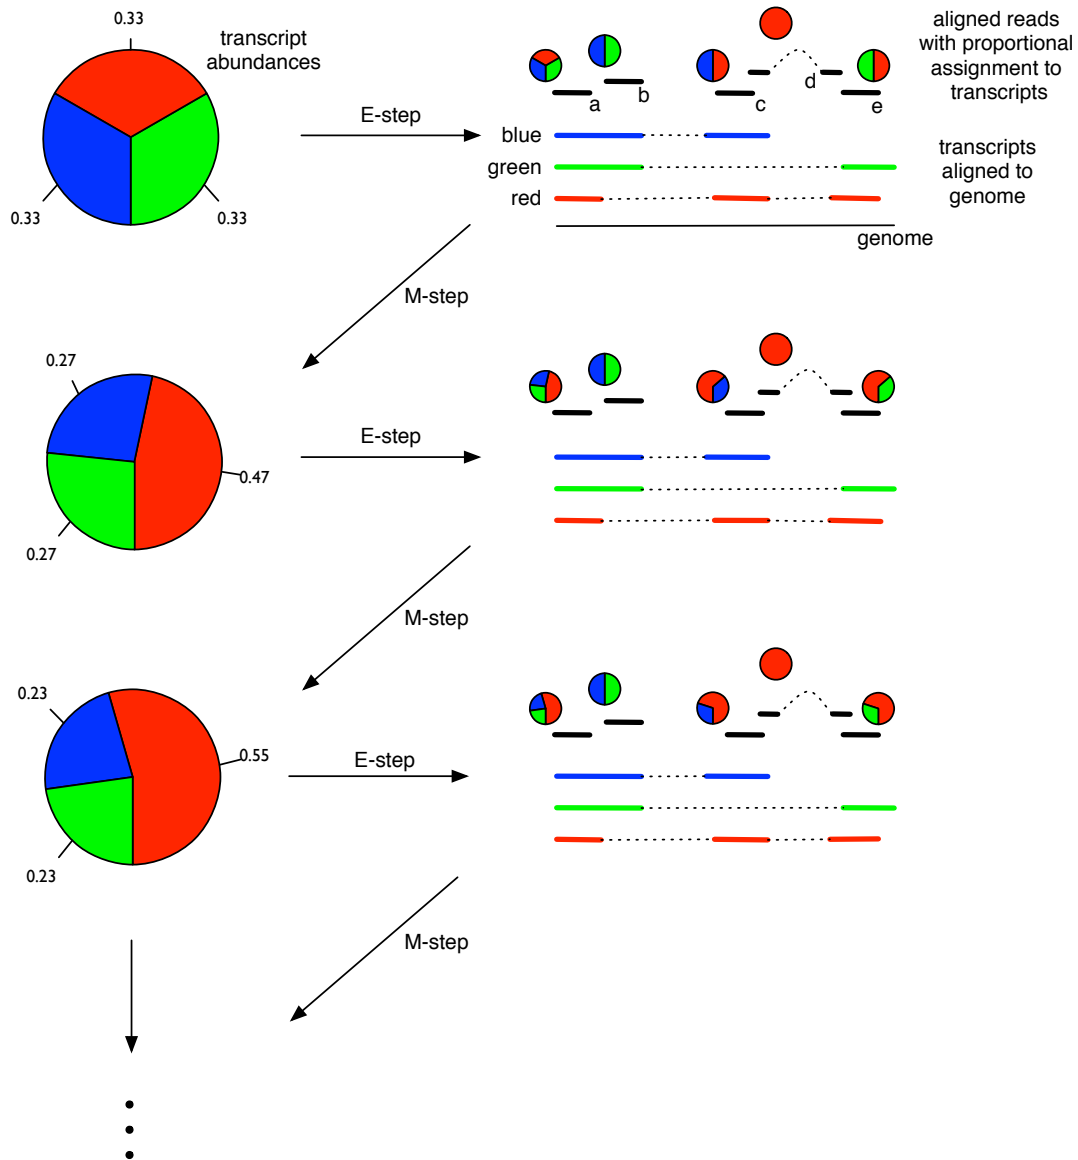 0.33
transcript
abundances
0.33
0.33
E-step
a
b
c
d
e
aligned reads
with proportional
assignment to
transcripts
blue
green
red
transcripts
aligned to
genome
genome
M-step
0.27
0.47
0.27
E-step
M-step
0.23
0.55
0.23
E-step
M-step